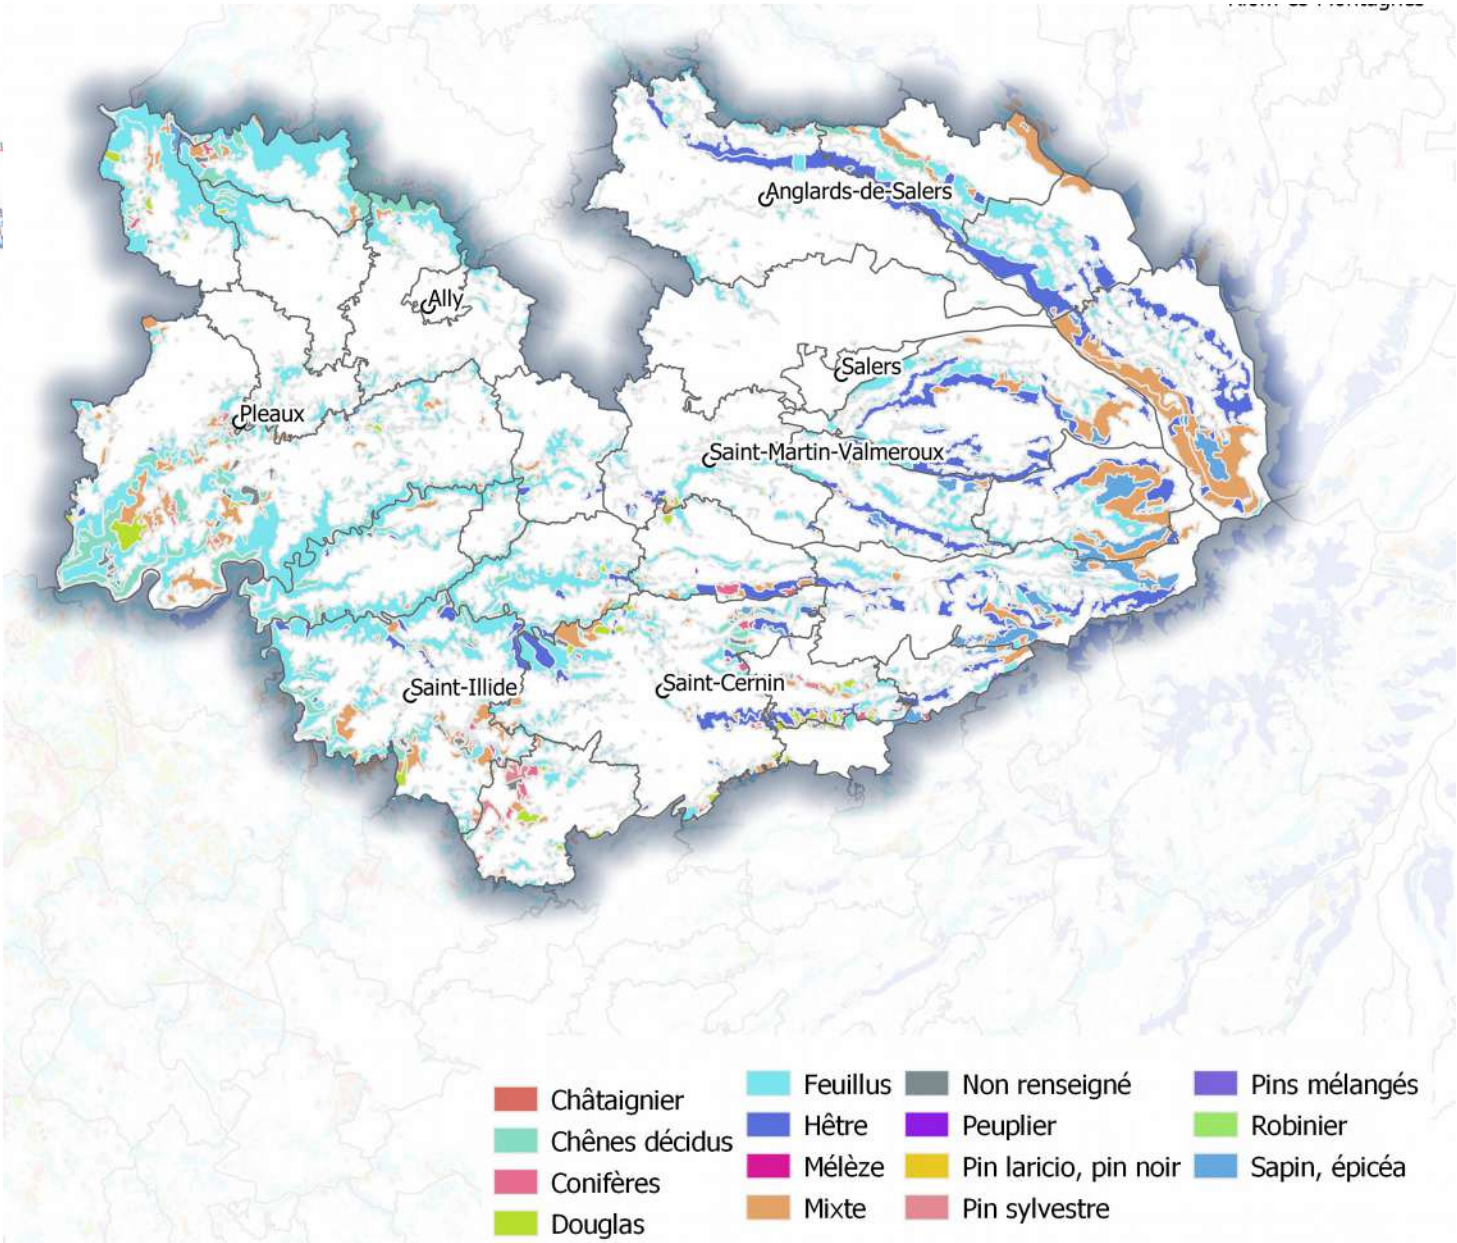 Anglards-de-Salers
Ally
Salers
Pleaux
Saint-Martin-Valmeroux
Saint-Illide
Saint-Cernin
Châtaignier
Chênes décidus
Conifères
Douglas
Feuillus
Hêtre
Mélèze
Mixte
Non renseigné
Peuplier
Pin laricio, pin noir
Pin sylvestre
Pins mélangés
Robinier
Sapin, épicéa